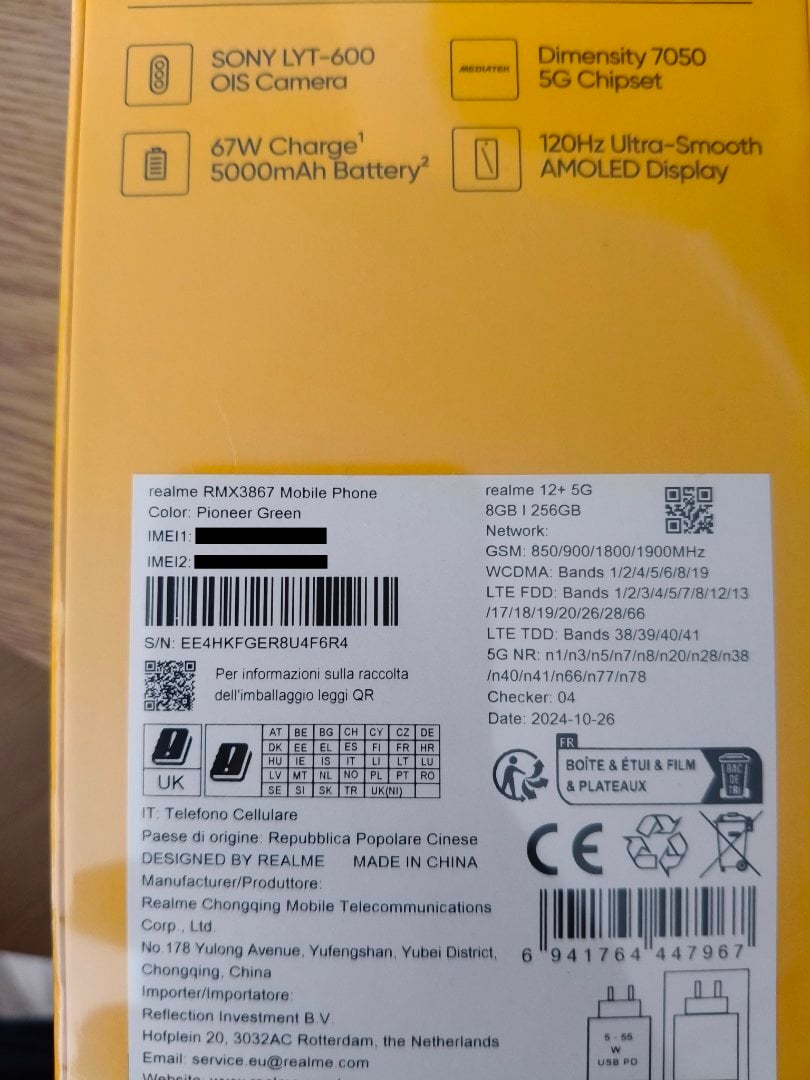 SONY LYT-600
OIS Camera
MEDIATEK
Dimensity 7050
5G Chipset
67W Charge¹
5000mAh Battery²
120Hz Ultra-Smooth
AMOLED Display
realme RMX3867 Mobile Phone
Color: Pioneer Green
IMEI1:
IMEI2:
S/N: EE4HKFGER8U4F6R4
Per informazioni sulla raccolta
dell'imballaggio leggi QR
UK
AT BE BG CH CY CZ DE
DK EE EL ES FI FR HR
HU IE IS IT LI LT LU
LV MT NL NO PL PT RO
SE SI SK TR UK(NI)
IT: Telefono Cellulare
Paese di origine: Repubblica Popolare Cinese
DESIGNED BY REALME MADE IN CHINA
Manufacturer/Produttore:
Realme Chongqing Mobile Telecommunications
Corp., Ltd.
No.178 Yulong Avenue, Yufengshan, Yubei District,
Chongqing, China
Importer/Importatore:
Reflection Investment B.V.
Hofplein 20, 3032AC Rotterdam, the Netherlands
Email: service.eu@realme.com
realme 12+ 5G
8GB | 256GB
Network:
GSM: 850/900/1800/1900MHz
WCDMA: Bands 1/2/4/5/6/8/19
LTE FDD: Bands 1/2/3/4/5/7/8/12/13
/17/18/19/20/26/28/66
LTE TDD: Bands 38/39/40/41
5G NR: n1/n3/n5/n7/n8/n20/n28/n38
/n40/n41/n66/n77/n78
Checker: 04
Date: 2024-10-26
FR
BOÎTE & ÉTUI & FILM
& PLATEAUX
BAC
DE
TRI
CE
6 941764 447967
5 - 55
W
USB PD